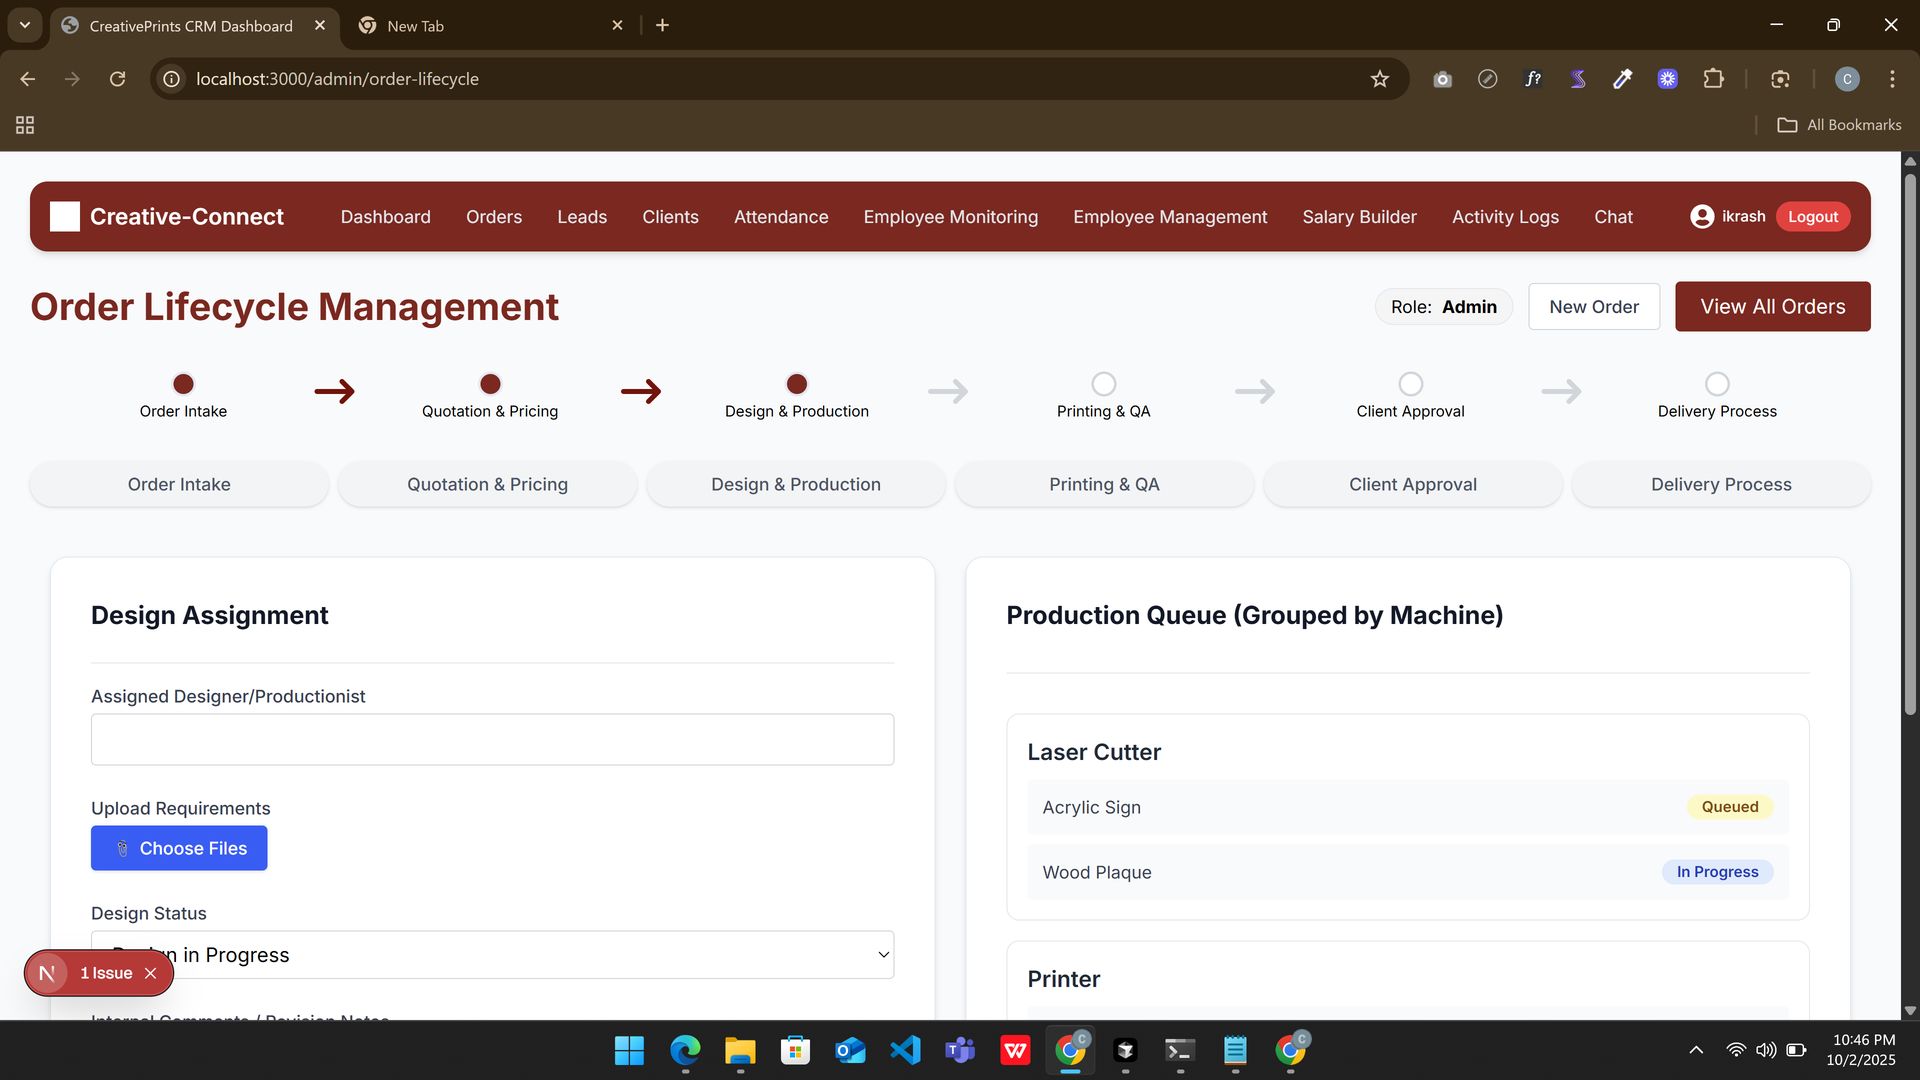 CreativePrints CRM Dashboard
New Tab
localhost:3000/admin/order-lifecycle
f?
C
All Bookmarks
Creative-Connect
Dashboard
Orders
Leads
Clients
Attendance
Employee Monitoring
Employee Management
Salary Builder
Activity Logs
Chat
ikrash
Logout
Order Lifecycle Management
Role: Admin
New Order
View All Orders
Order Intake
Quotation & Pricing
Design & Production
Printing & QA
Client Approval
Delivery Process
Order Intake
Quotation & Pricing
Design & Production
Printing & QA
Client Approval
Delivery Process
Design Assignment
Assigned Designer/Productionist
Upload Requirements
Choose Files
Design Status
in Progress
N 1 Issue
Internal Comments / Revision Notes
Production Queue (Grouped by Machine)
Laser Cutter
Acrylic Sign
Queued
Wood Plaque
In Progress
Printer
10:46 PM
10/2/2025